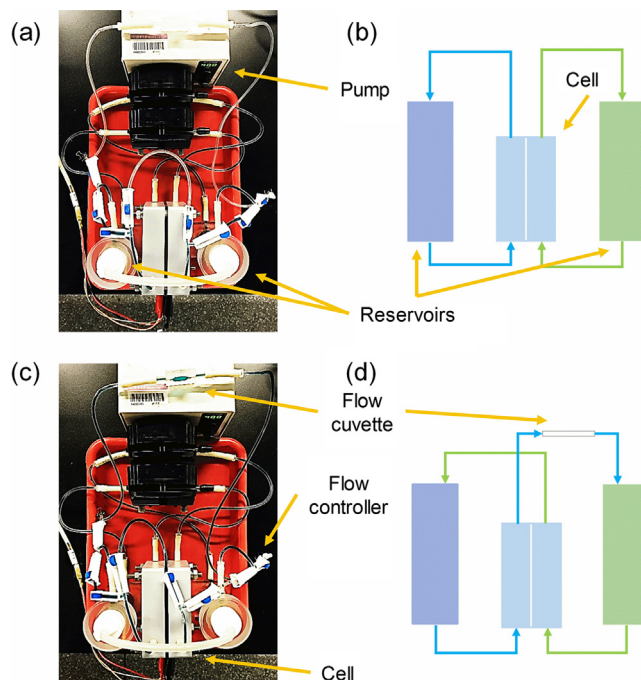 (a)
(b)
Pump
Cell
Reservoirs
(c)
(d)
Flow
cuvette
Flow
controller
Cell